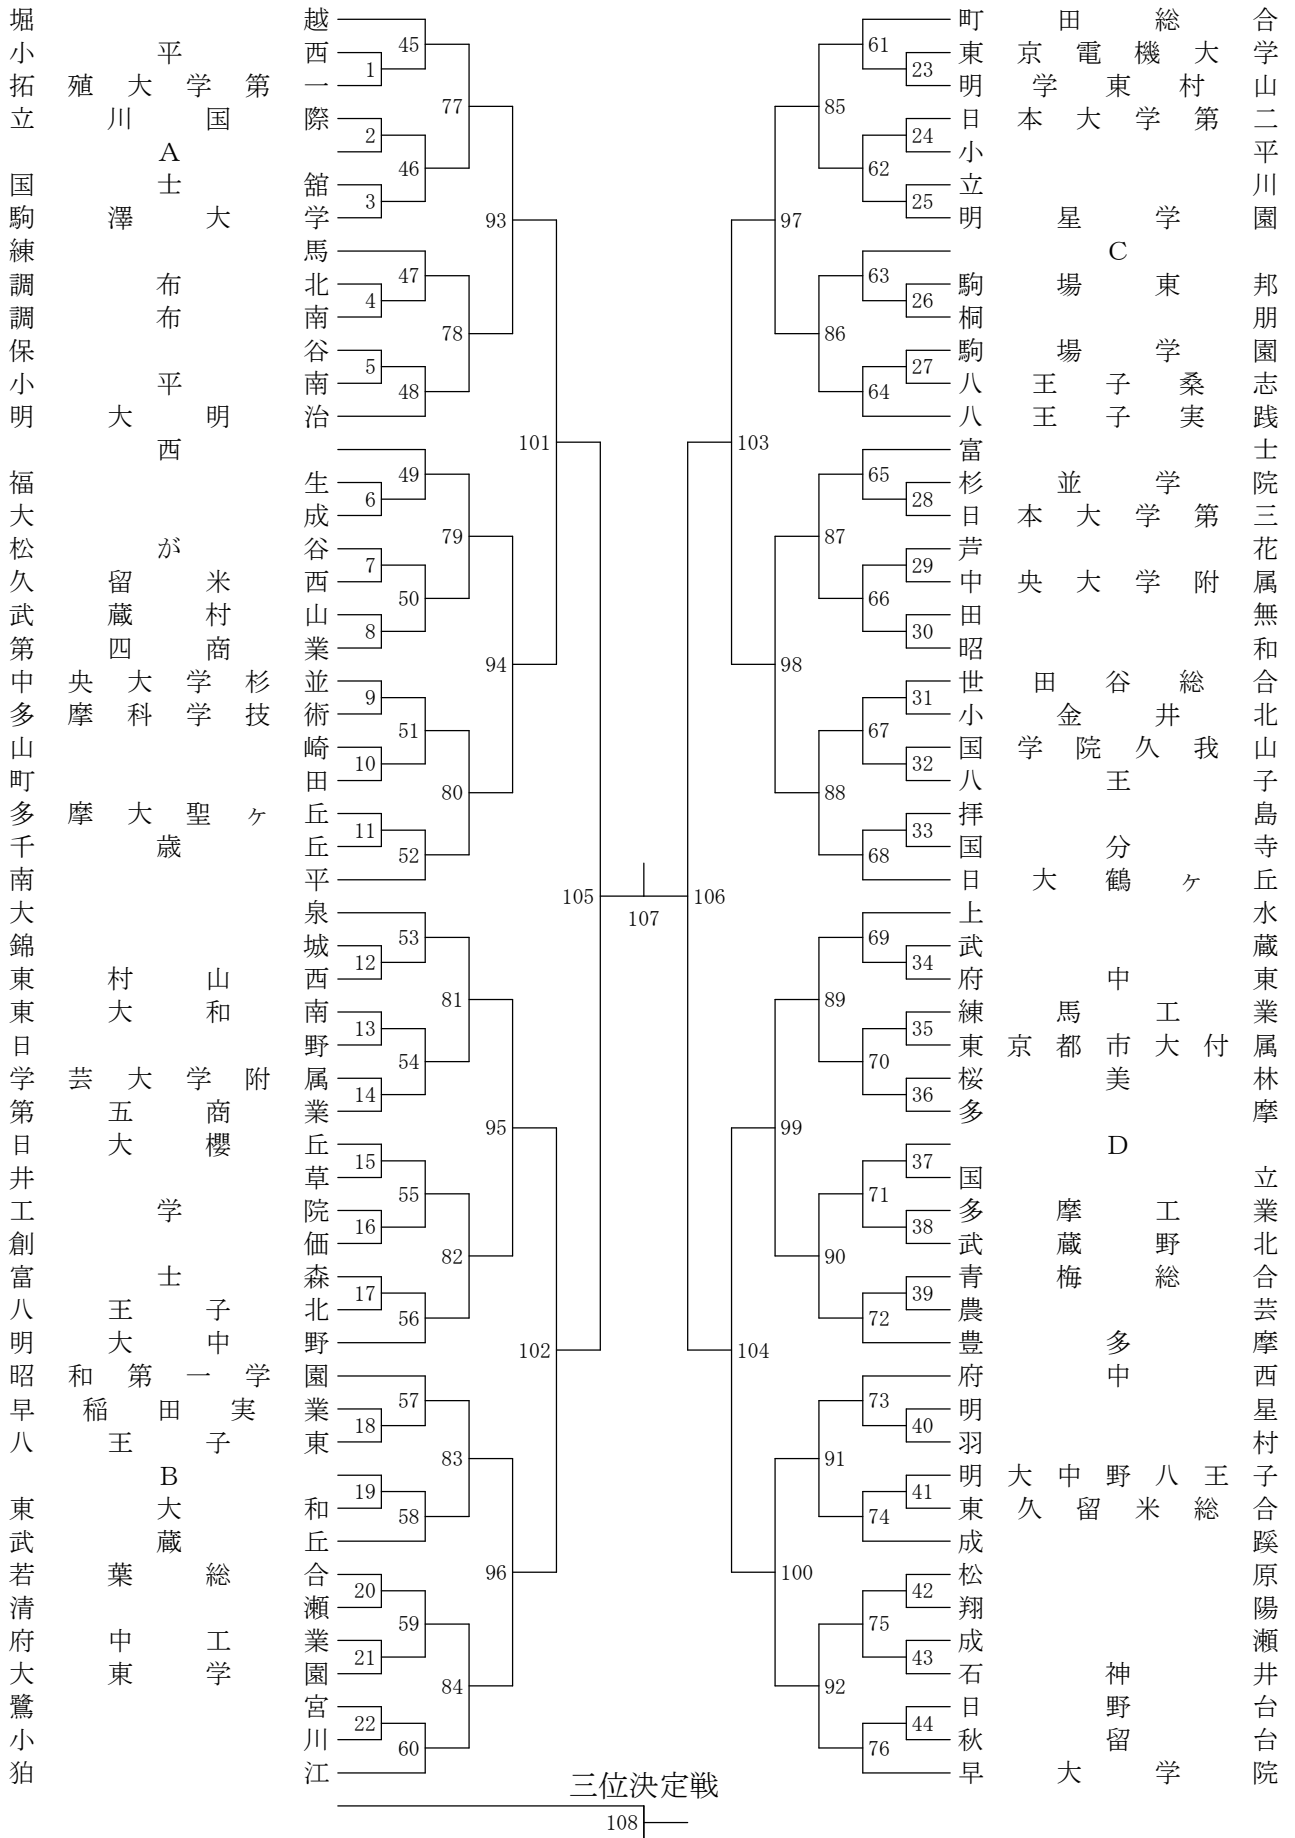 堀越
45
小平西
1
拓殖大学第一
77
立川国際
2
A
46
国士舘
3
駒澤大学
93
練馬
47
調布北
4
調布南
78
保谷
5
小平南
48
明大明治
101
西
49
福生
6
大成
79
松が谷
7
久留米西
50
武蔵村山
8
第四商業
94
中央大学杉並
9
多摩科学技術
51
山崎
10
町田
80
多摩大聖ヶ丘
11
千歳丘
52
南平
105
大泉
53
錦城
12
東村山西
81
東大和南
13
日野
54
学芸大学附属
14
第五商業
95
日大櫻丘
15
井草
55
工学院
16
創価
82
富士森
17
八王子北
56
明大中野
102
昭和第一学園
57
早稲田実業
18
八王子東
83
B
19
東大和
58
武蔵丘
96
若葉総合
20
清瀬
59
府中工業
21
大東学園
84
鷺宮
22
小川
60
狛江
107
町田総合
61
東京電機大学
23
明学東村山
85
日本大学第二
24
小平
62
立川
25
明星学園
97
C
63
駒場東邦
26
桐朋
86
駒場学園
27
八王子桑志
64
八王子実践
103
富士
65
杉並学院
28
日本大学第三
87
芦花
29
中央大学附属
66
田無
30
昭和
98
世田谷総合
31
小金井北
67
国学院久我山
32
八王子
88
拝島
33
国分寺
68
日大鶴ヶ丘
106
上水
69
武蔵
34
府中東
89
練馬工業
35
東京都市大付属
70
桜美林
36
多摩
99
D
37
国立
71
多摩工業
38
武蔵野北
90
青梅総合
39
農芸
72
豊多摩
104
府中西
73
明星
40
羽村
91
明大中野八王子
41
東久留米総合
74
成蹊
100
松原
42
翔陽
75
成瀬
43
石神井
92
日野台
44
秋留台
76
早大学院
三位決定戦
108